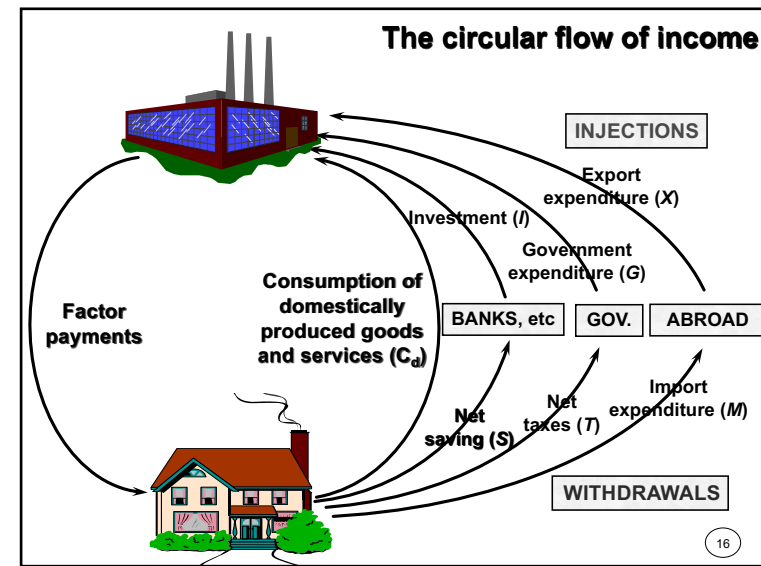 The circular flow of income
INJECTIONS
Export
expenditure (X)
Investment (I)
Government
expenditure (G)
Factor
payments
Consumption of
domestically
produced goods
and services (Cd)
BANKS, etc
GOV.
ABROAD
Net
saving (S)
Net
taxes (T)
Import
expenditure (M)
WITHDRAWALS
16